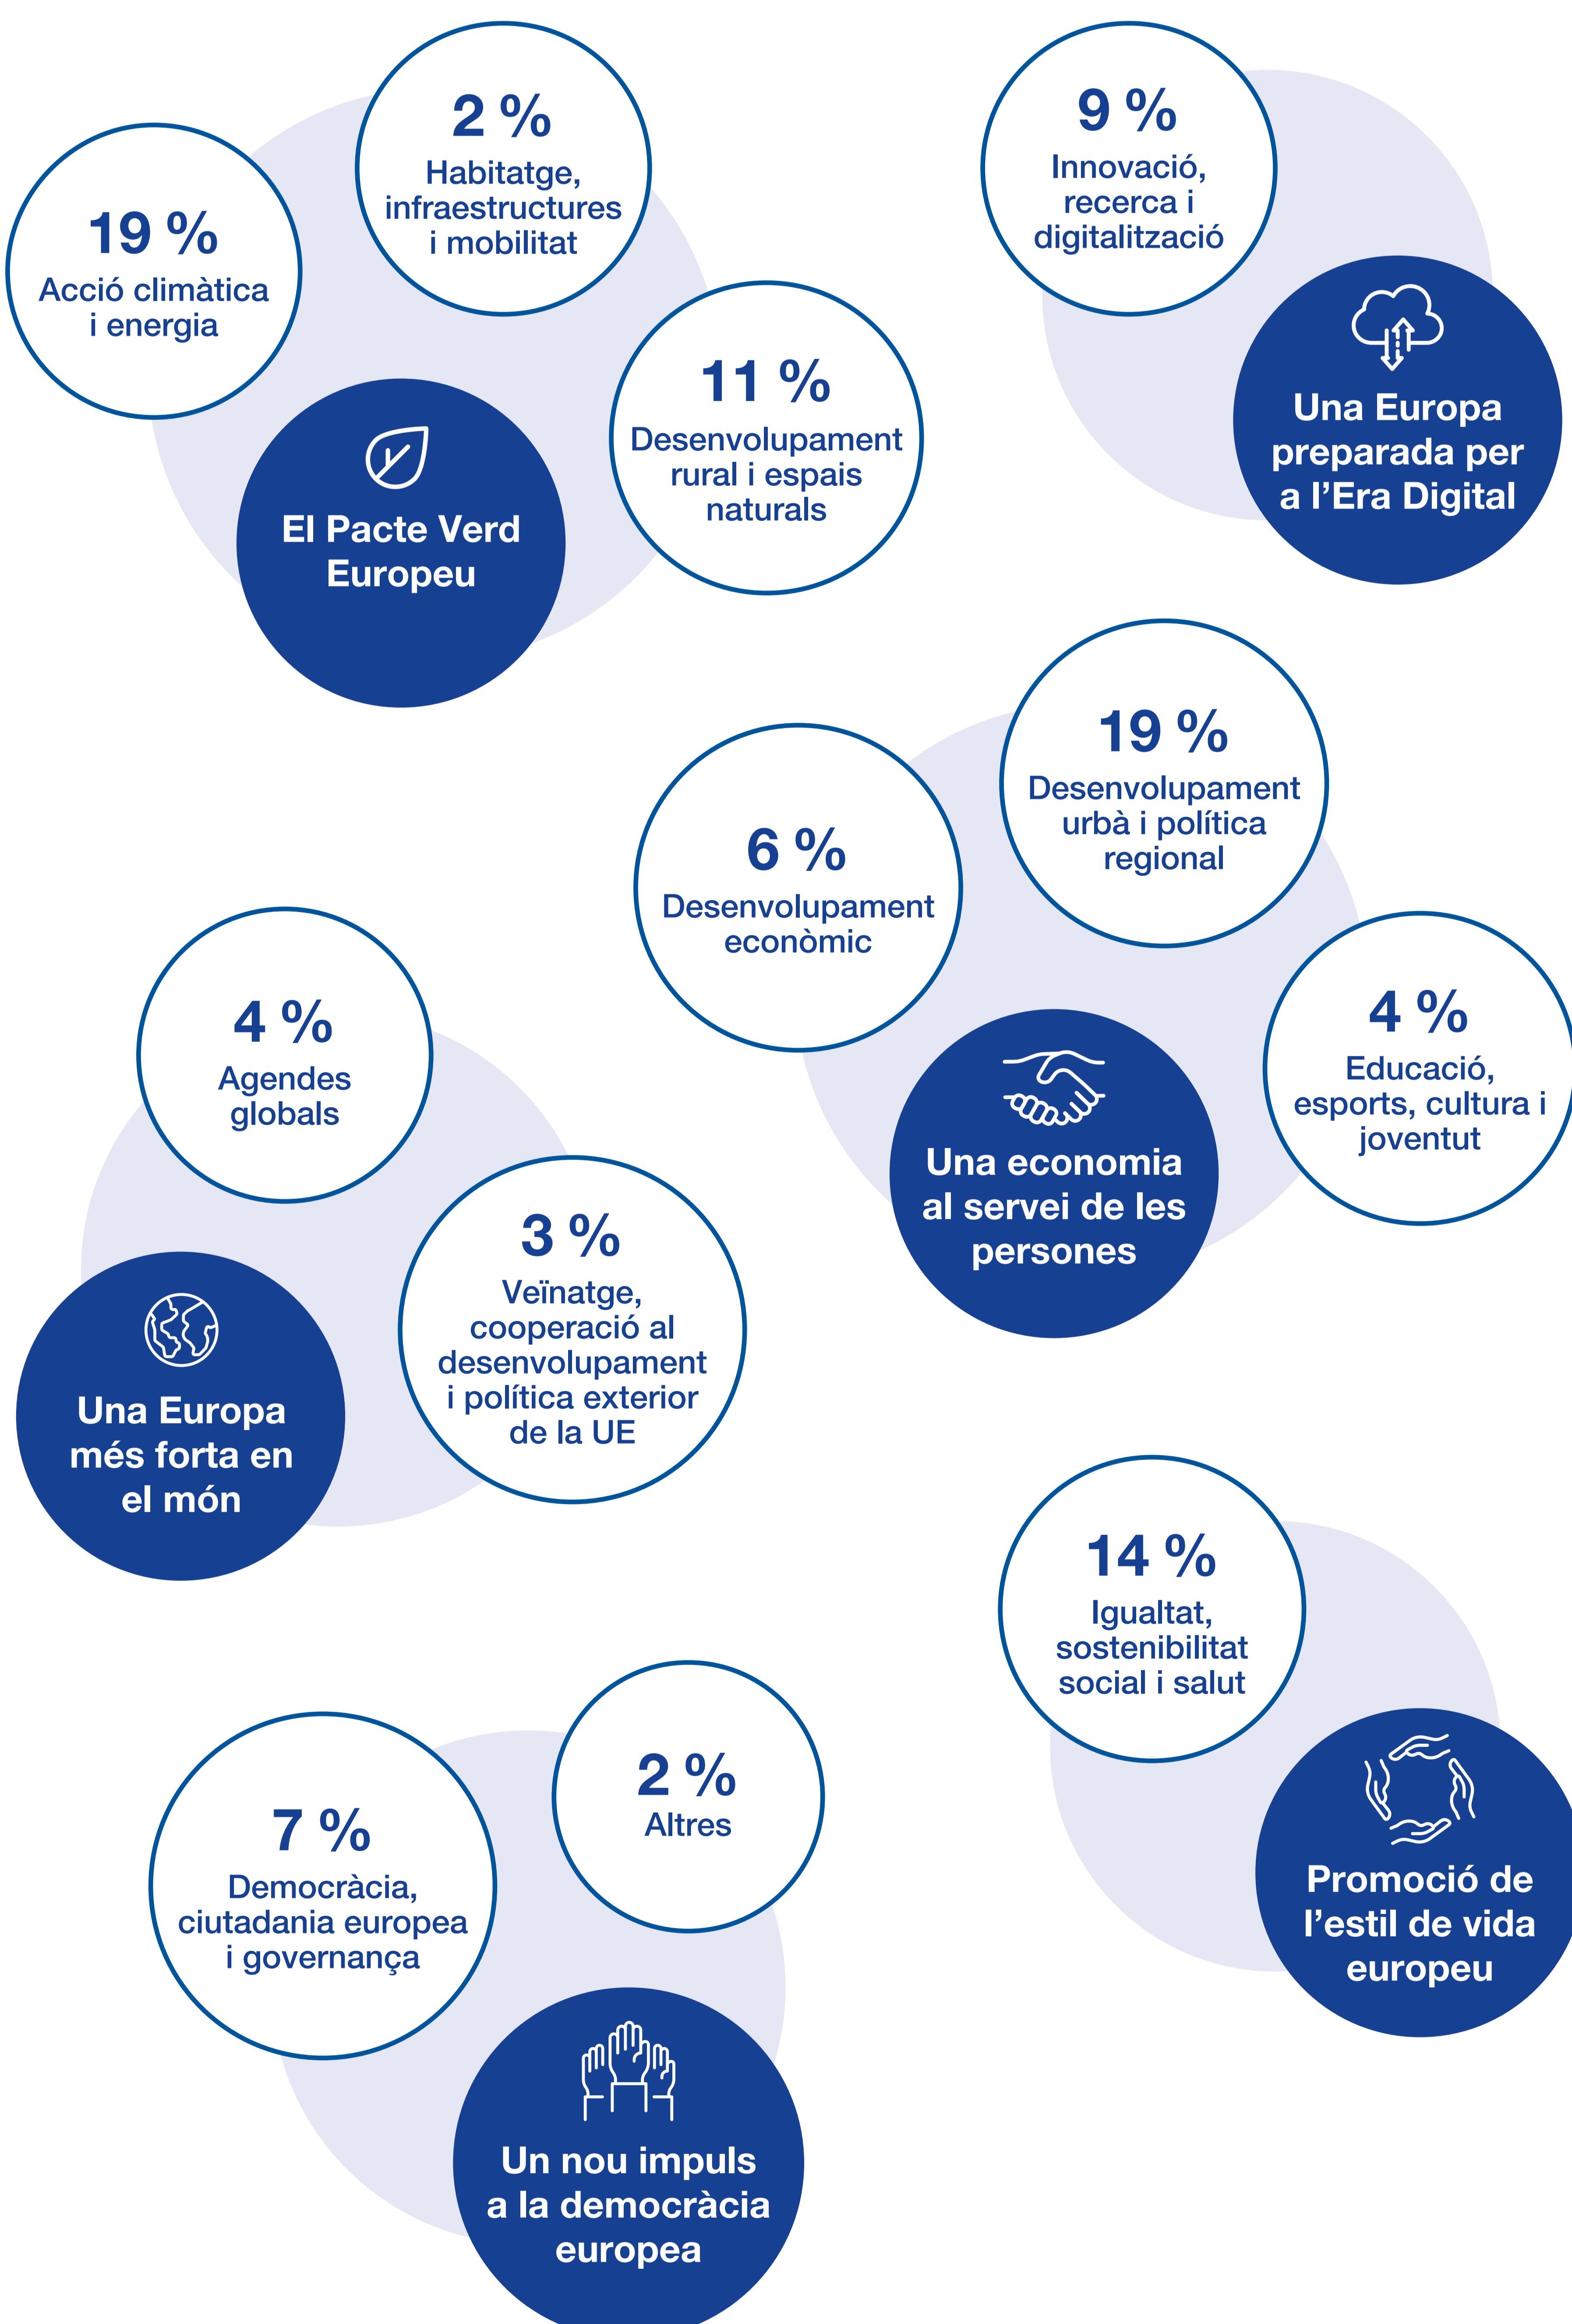 2 %
Habitatge,
infraestructures
i mobilitat
19 %
Acció climàtica
i energia
11 %
Desenvolupament
rural i espais
naturals
El Pacte Verd
Europeu
9 %
Innovació,
recerca i
digitalització
Una Europa
preparada per
a l’Era Digital
19 %
Desenvolupament
urbà i política
regional
6 %
Desenvolupament
econòmic
4 %
Educació,
esports, cultura i
joventut
Una economia
al servei de les
persones
4 %
Agendes
globals
3 %
Veïnatge,
cooperació al
desenvolupament
i política exterior
de la UE
Una Europa
més forta en
el món
14 %
Igualtat,
sostenibilitat
social i salut
Promoció de
l’estil de vida
europeu
2 %
Altres
7 %
Democràcia,
ciutadania europea
i governança
Un nou impuls
a la democràcia
europea